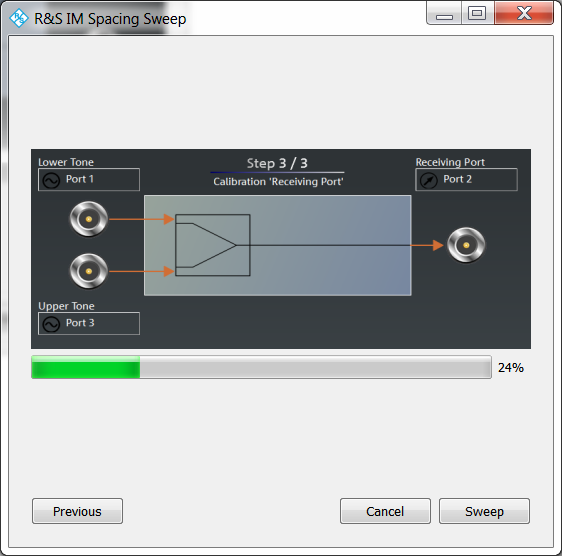 R&S IM Spacing Sweep
Lower Tone
Port 1
Step 3 / 3
Calibration 'Receiving Port'
Receiving Port
Port 2
Upper Tone
Port 3
24%
Previous
Cancel
Sweep